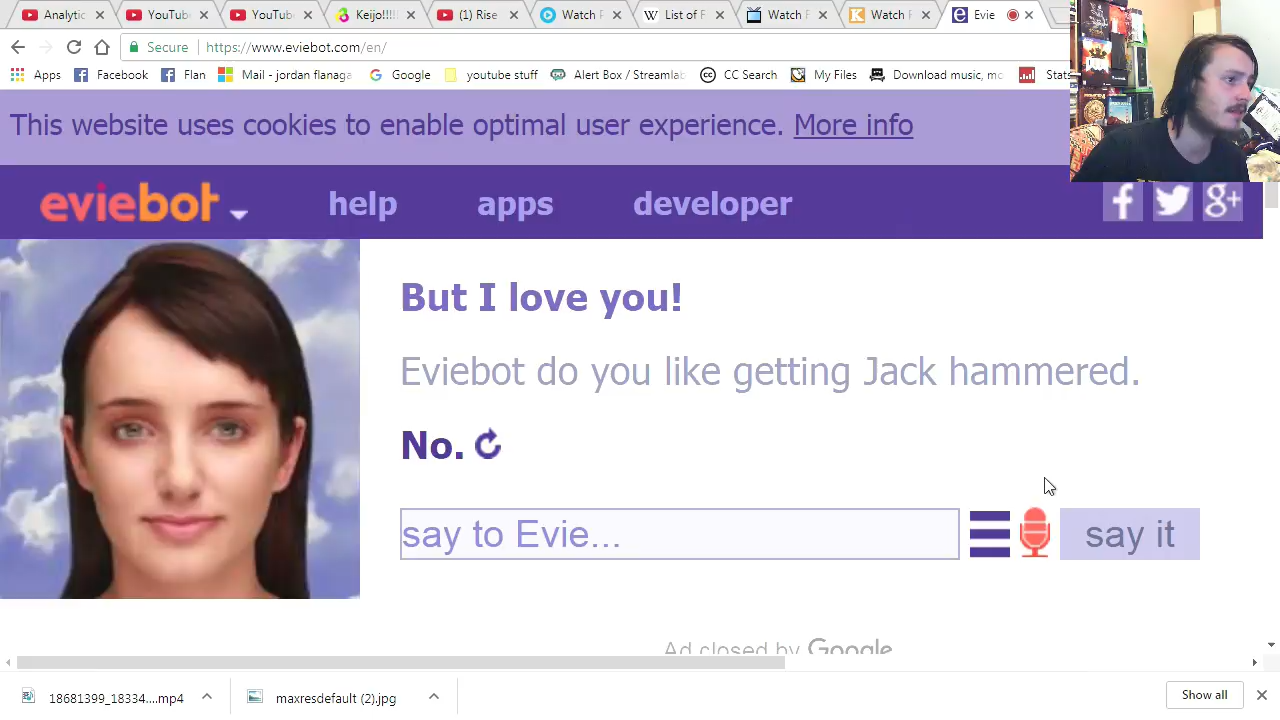 Analytic
YouTube
YouTube
Keijo!!!!
(1) Rise
Watch
List of F
Watch F
Watch
Evie
Secure https://www.eviebot.com/en/
Apps Facebook Flan Mail - jordan flanaga Google youtube stuff Alert Box / Streamlab CC Search My Files Download music, mo Stats
This website uses cookies to enable optimal user experience. More info
eviebot help apps developer
But I love you!
Eviebot do you like getting Jack hammered.
No.
say to Evie... say it
Ad closed by Google
18681399_18334....mp4 maxresdefault (2).jpg Show all